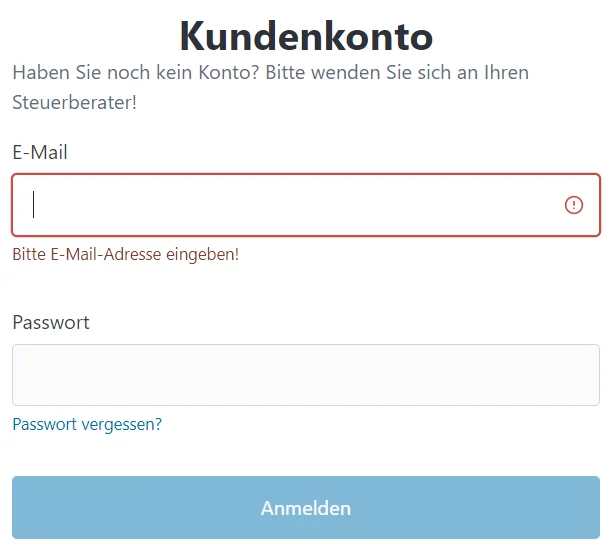 Kundenkonto
Haben Sie noch kein Konto? Bitte wenden Sie sich an Ihren
Steuerberater!
E-Mail
Bitte E-Mail-Adresse eingeben!
Passwort
Passwort vergessen?
Anmelden